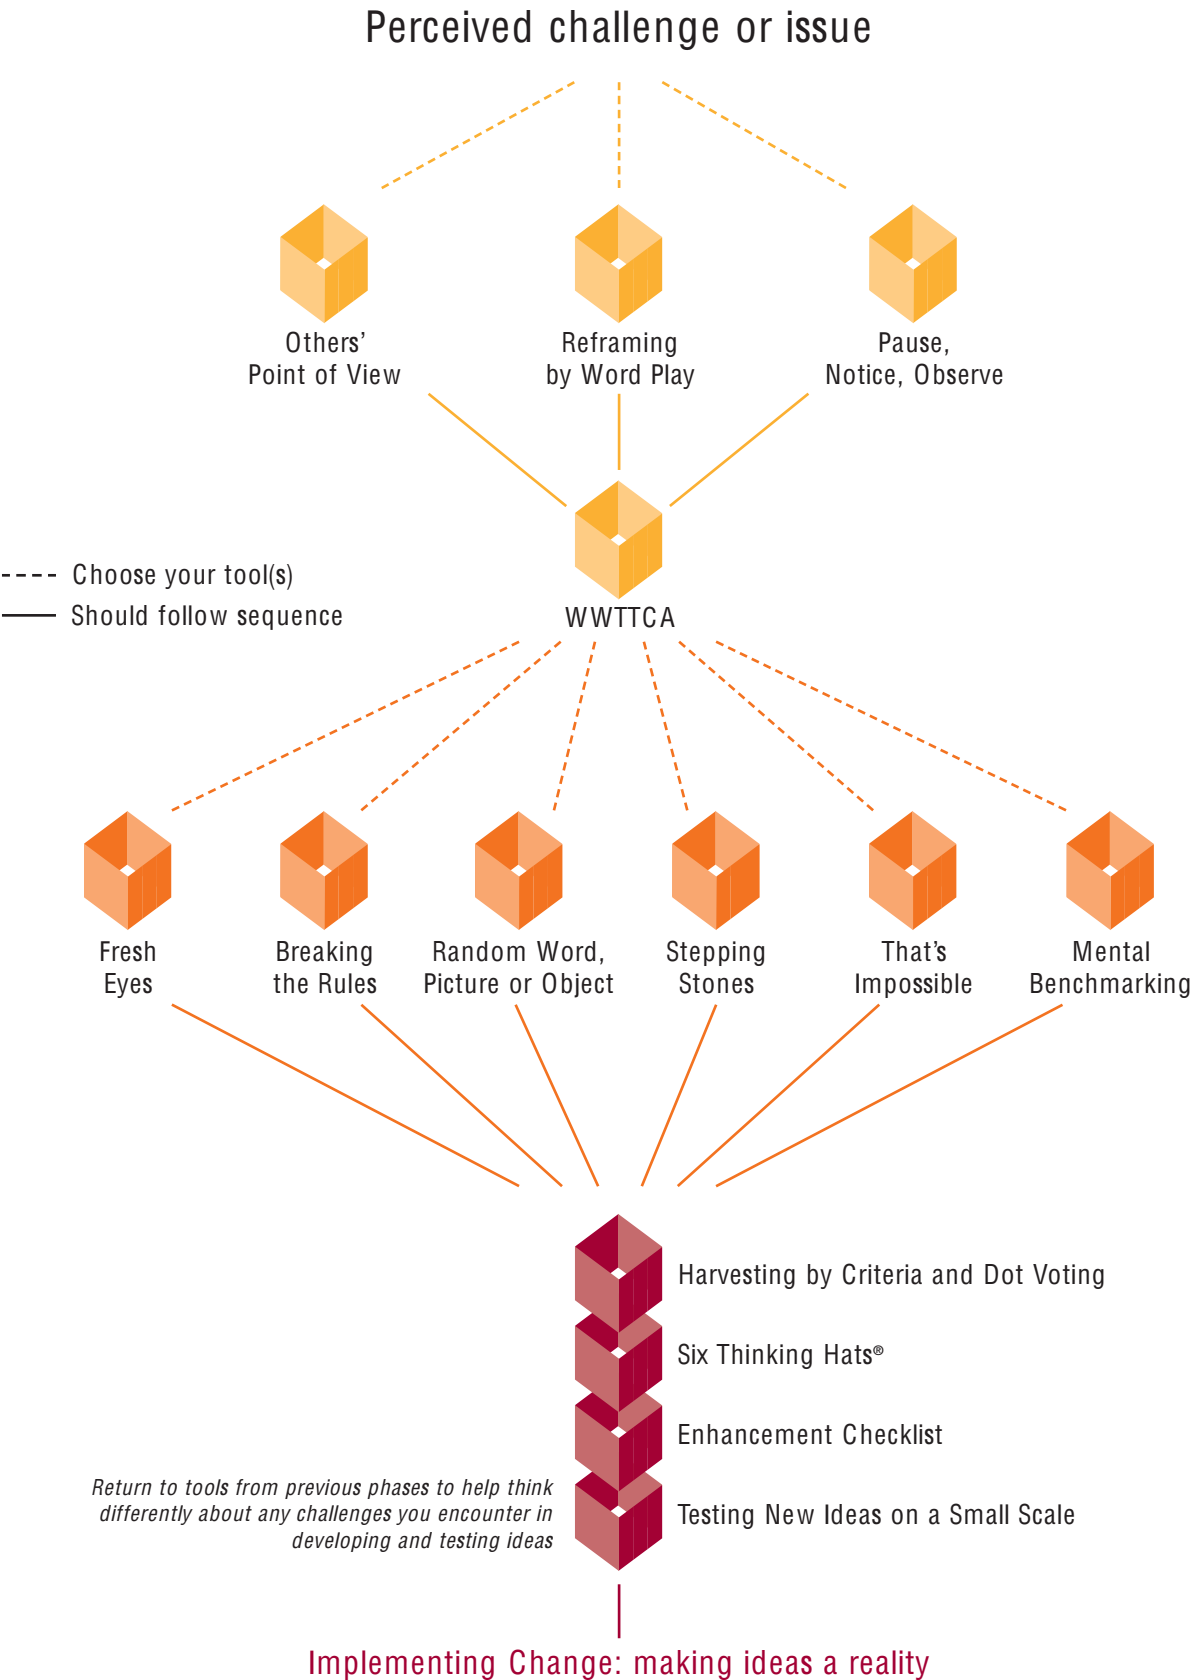 Perceived challenge or issue
Others’
Point of View
Reframing
by Word Play
Pause,
Notice, Observe
Choose your tool(s)
Should follow sequence
WWTTCA
Fresh
Eyes
Breaking
the Rules
Random Word,
Picture or Object
Stepping
Stones
That’s
Impossible
Mental
Benchmarking
Harvesting by Criteria and Dot Voting
Six Thinking Hats®
Enhancement Checklist
Return to tools from previous phases to help think
differently about any challenges you encounter in
developing and testing ideas
Testing New Ideas on a Small Scale
Implementing Change: making ideas a reality